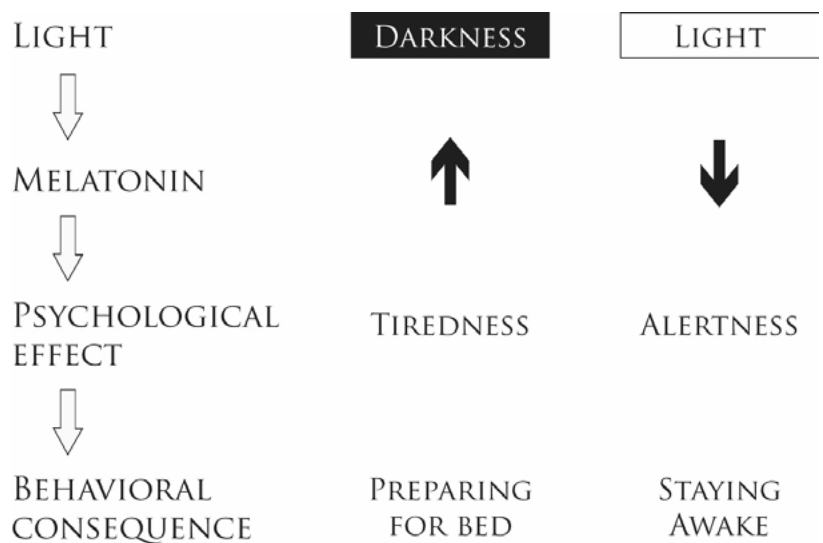 LIGHT
DARKNESS
LIGHT
MELATONIN
PSYCHOLOGICAL
EFFECT
TIREDNESS
ALERTNESS
BEHAVIORAL
CONSEQUENCE
PREPARING
FOR BED
STAYING
AWAKE